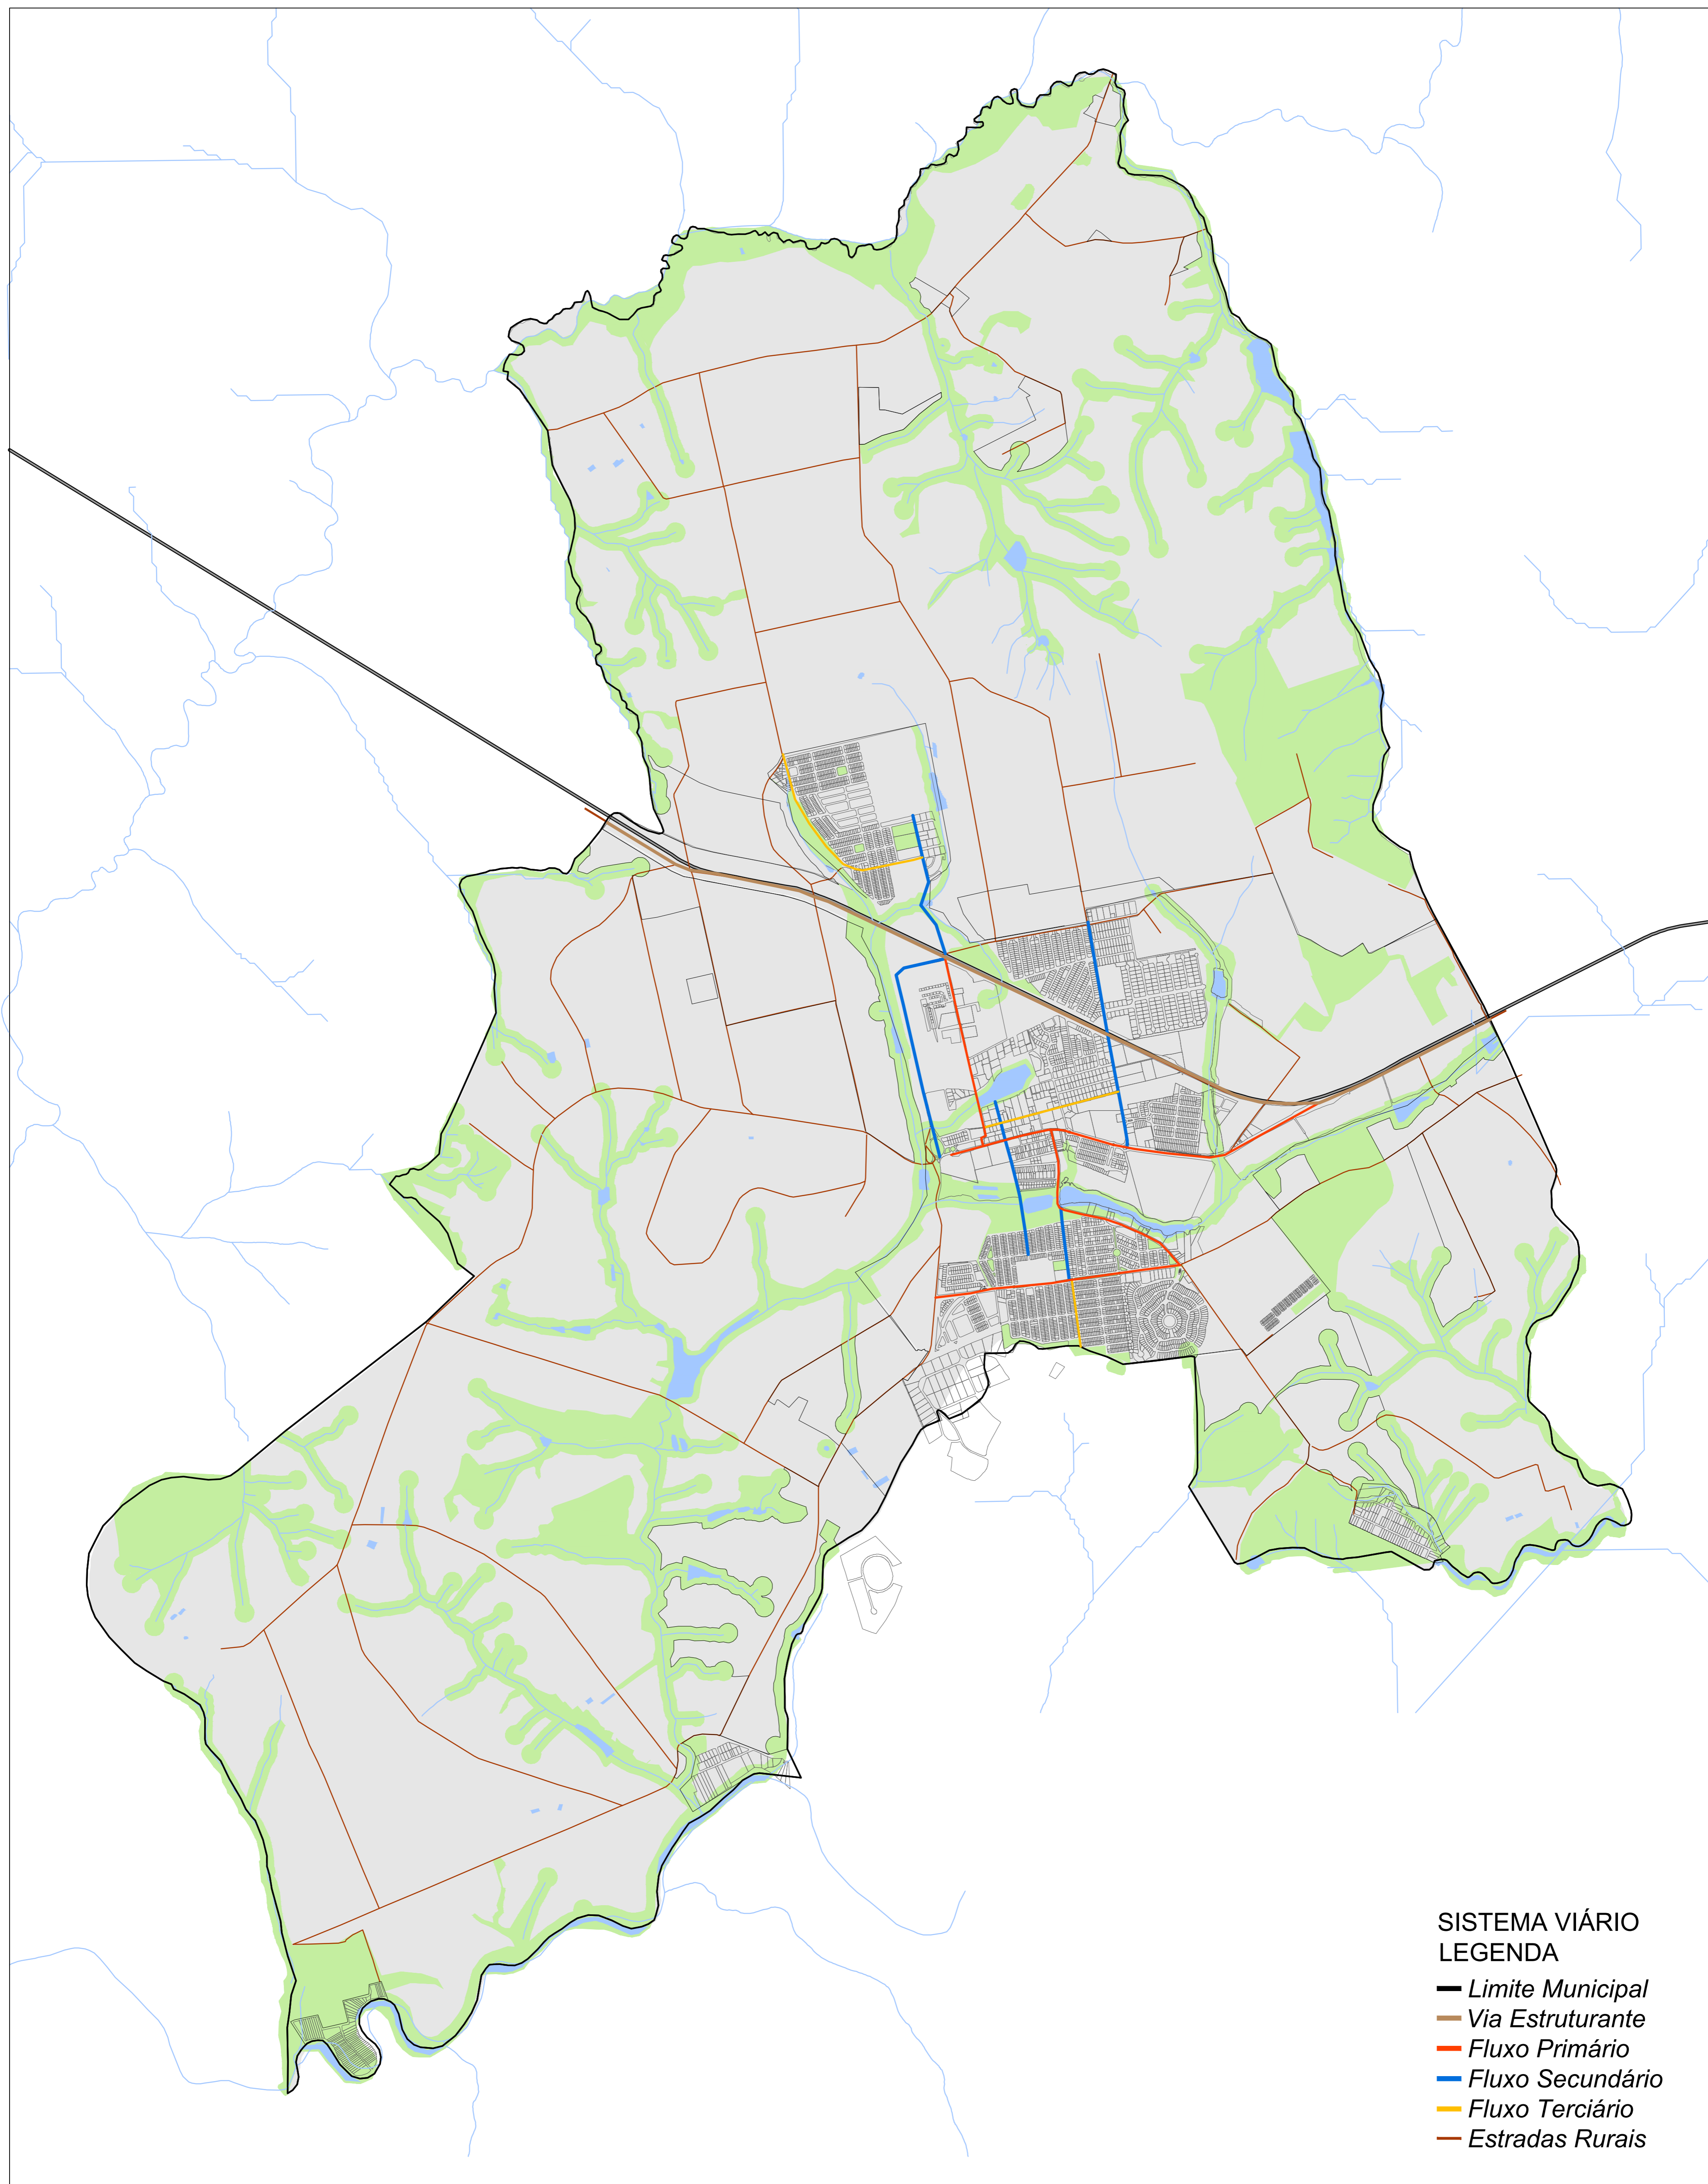 SISTEMA VIÁRIO
LEGENDA
Limite Municipal
Via Estruturante
Fluxo Primário
Fluxo Secundário
Fluxo Terciário
Estradas Rurais